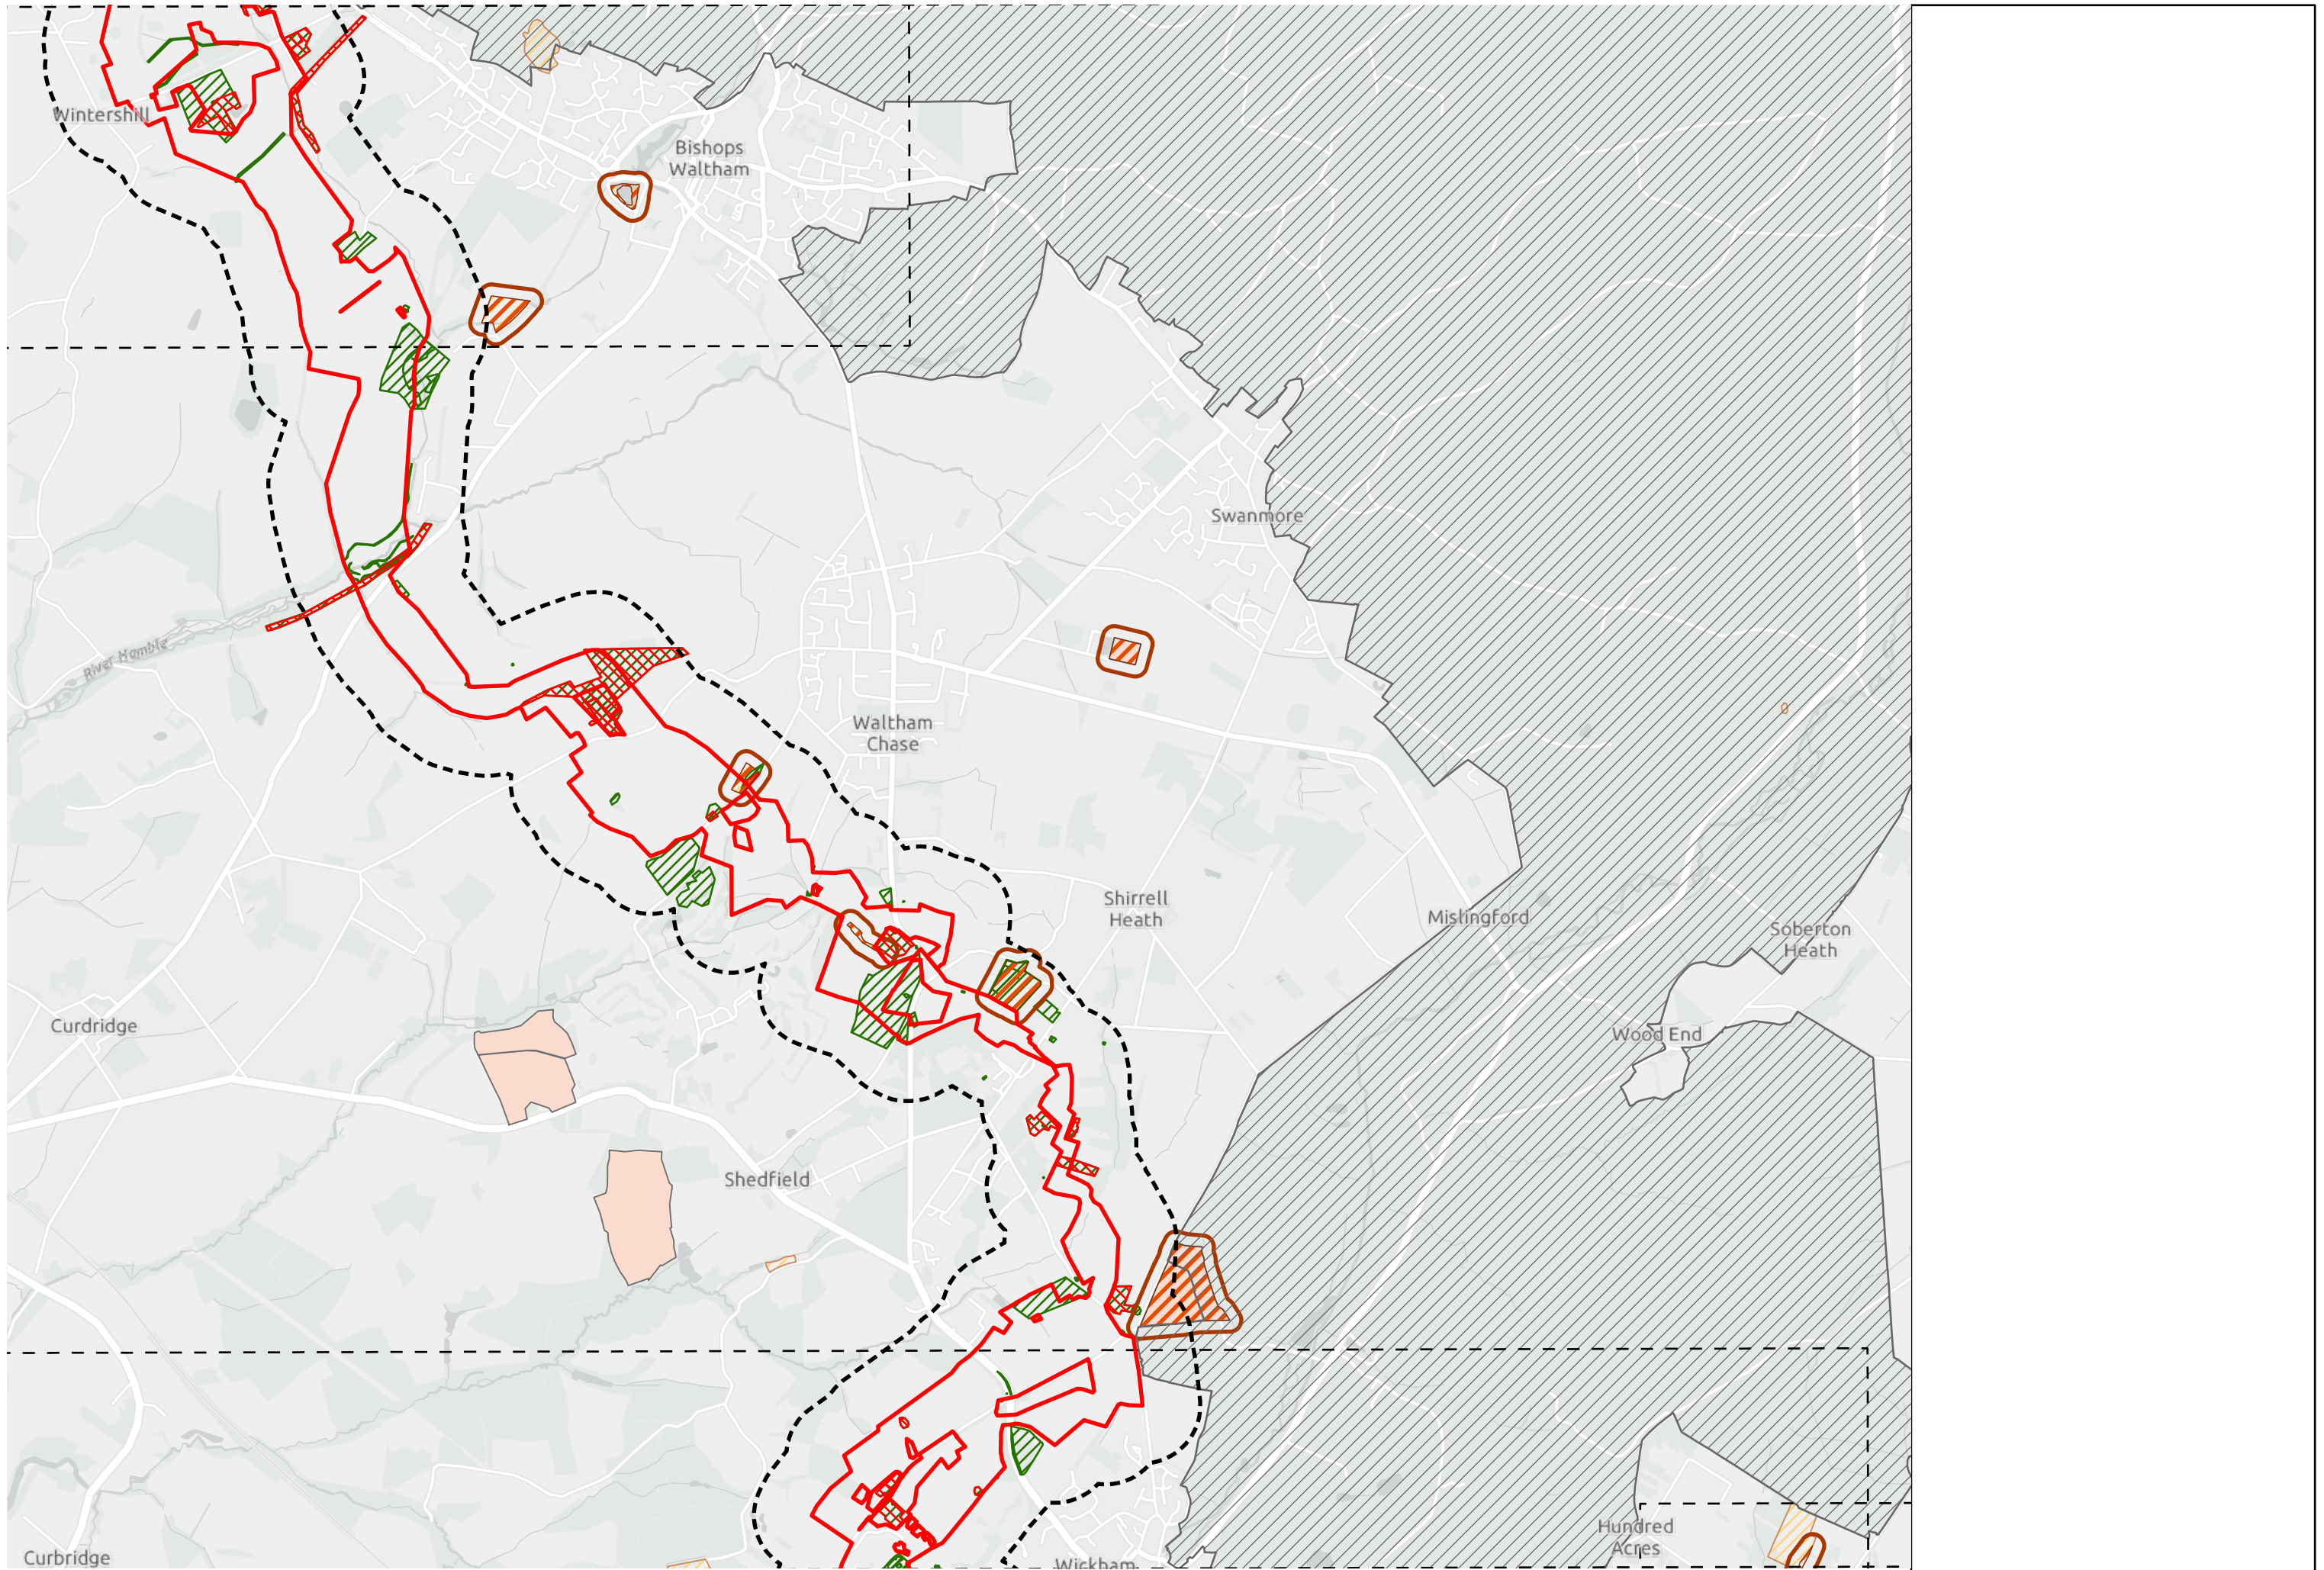 Wintershill
Bishops
Waltham
Swanmore
River Hamble
Waltham
Chase
Shirrell
Heath
Mislingford
Soberton
Heath
Curdridge
Wood End
Shedfield
Hundred
Acres
Curbridge
Wickham